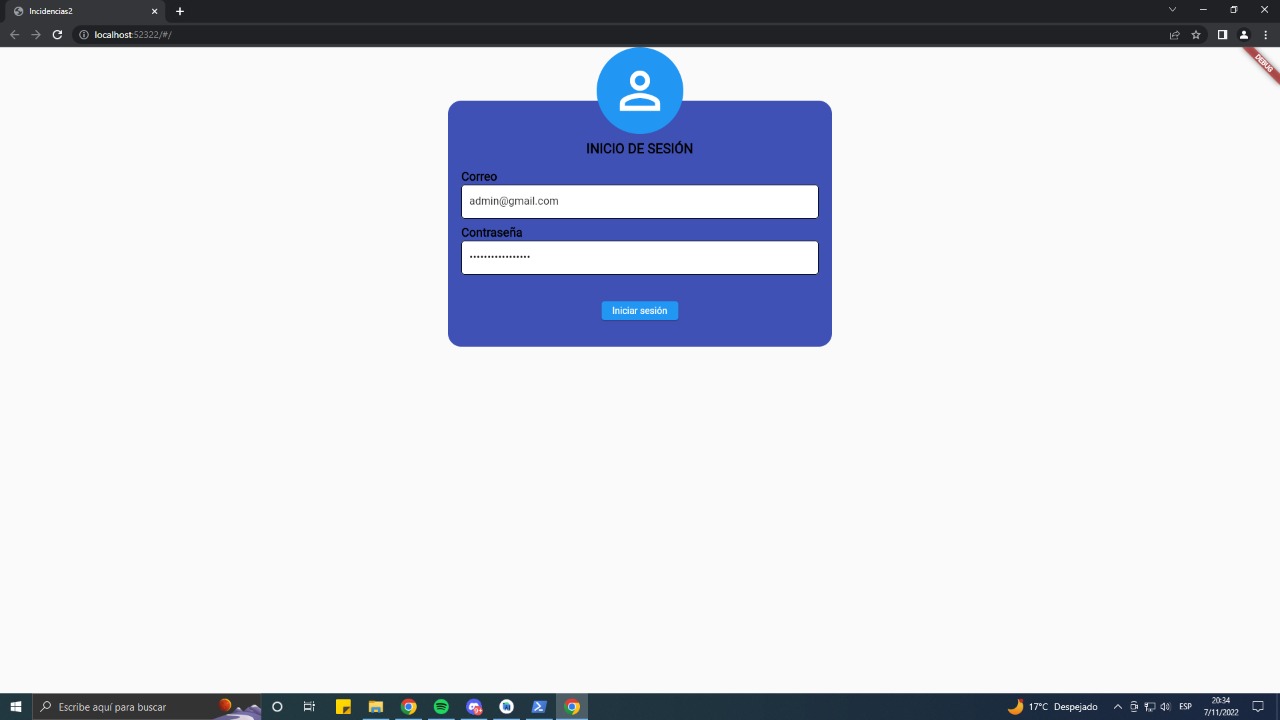 Incidencias2
localhost:52322/#/
DEBUG
INICIO DE SESIÓN
Correo
admin@gmail.com
Contraseña
••••••••••••••••
Iniciar sesión
Escribe aquí para buscar
17°C Despejado
ESP
20:34
7/11/2022